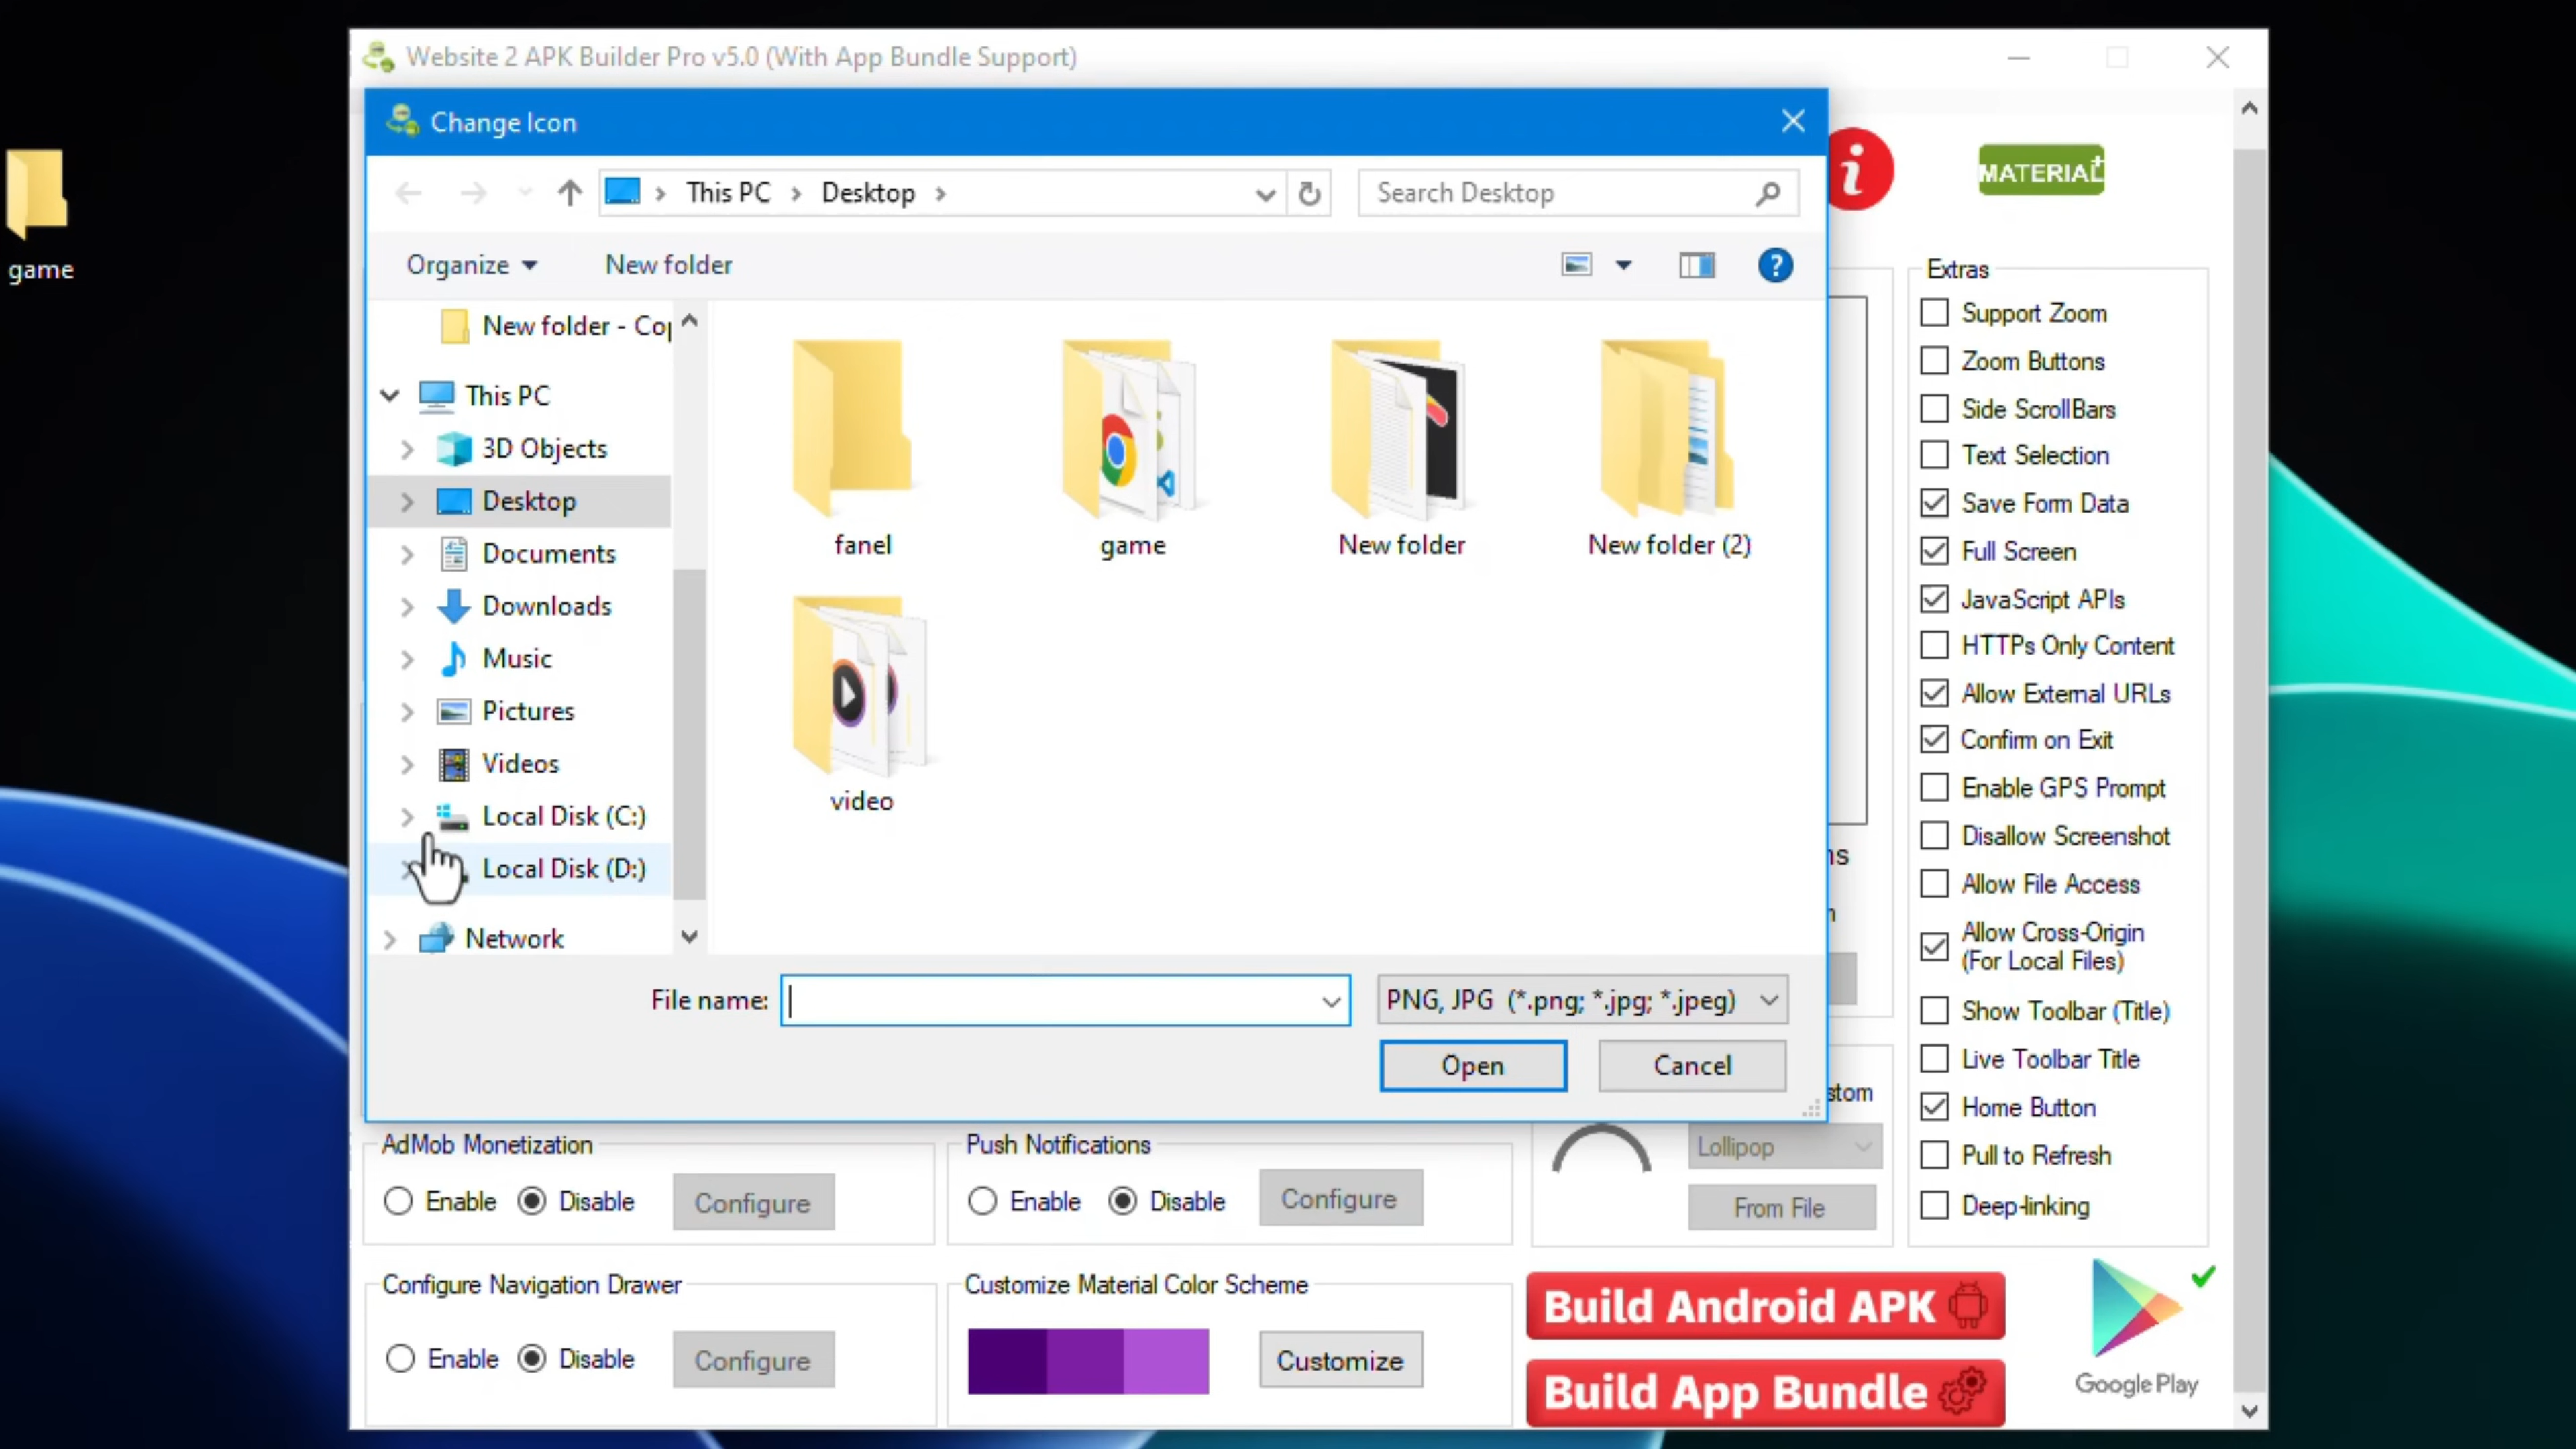 Website 2 APK Builder Pro v5.0 (With App Bundle Support)
Change Icon
This PC
Desktop
Search Desktop
MATERIAL+
Organize
New folder
game
New folder - Cop
This PC
3D Objects
Desktop
Documents
Downloads
Music
Pictures
Videos
Local Disk (C:)
Local Disk (D:)
Network
fanel
game
New folder
New folder (2)
video
File name:
PNG, JPG (*.png; *.jpg; *.jpeg)
Open
Cancel
Extras
Support Zoom
Zoom Buttons
Side ScrollBars
Text Selection
Save Form Data
Full Screen
JavaScript APIs
HTTPs Only Content
Allow External URLs
Confirm on Exit
Enable GPS Prompt
Disallow Screenshot
Allow File Access
Allow Cross-Origin
(For Local Files)
Show Toolbar (Title)
Live Toolbar Title
Home Button
Pull to Refresh
Deep-linking
stom
Lollipop
From File
AdMob Monetization
Enable
Disable
Configure
Push Notifications
Enable
Disable
Configure
Configure Navigation Drawer
Enable
Disable
Configure
Customize Material Color Scheme
Customize
Build Android APK
Build App Bundle
Google Play